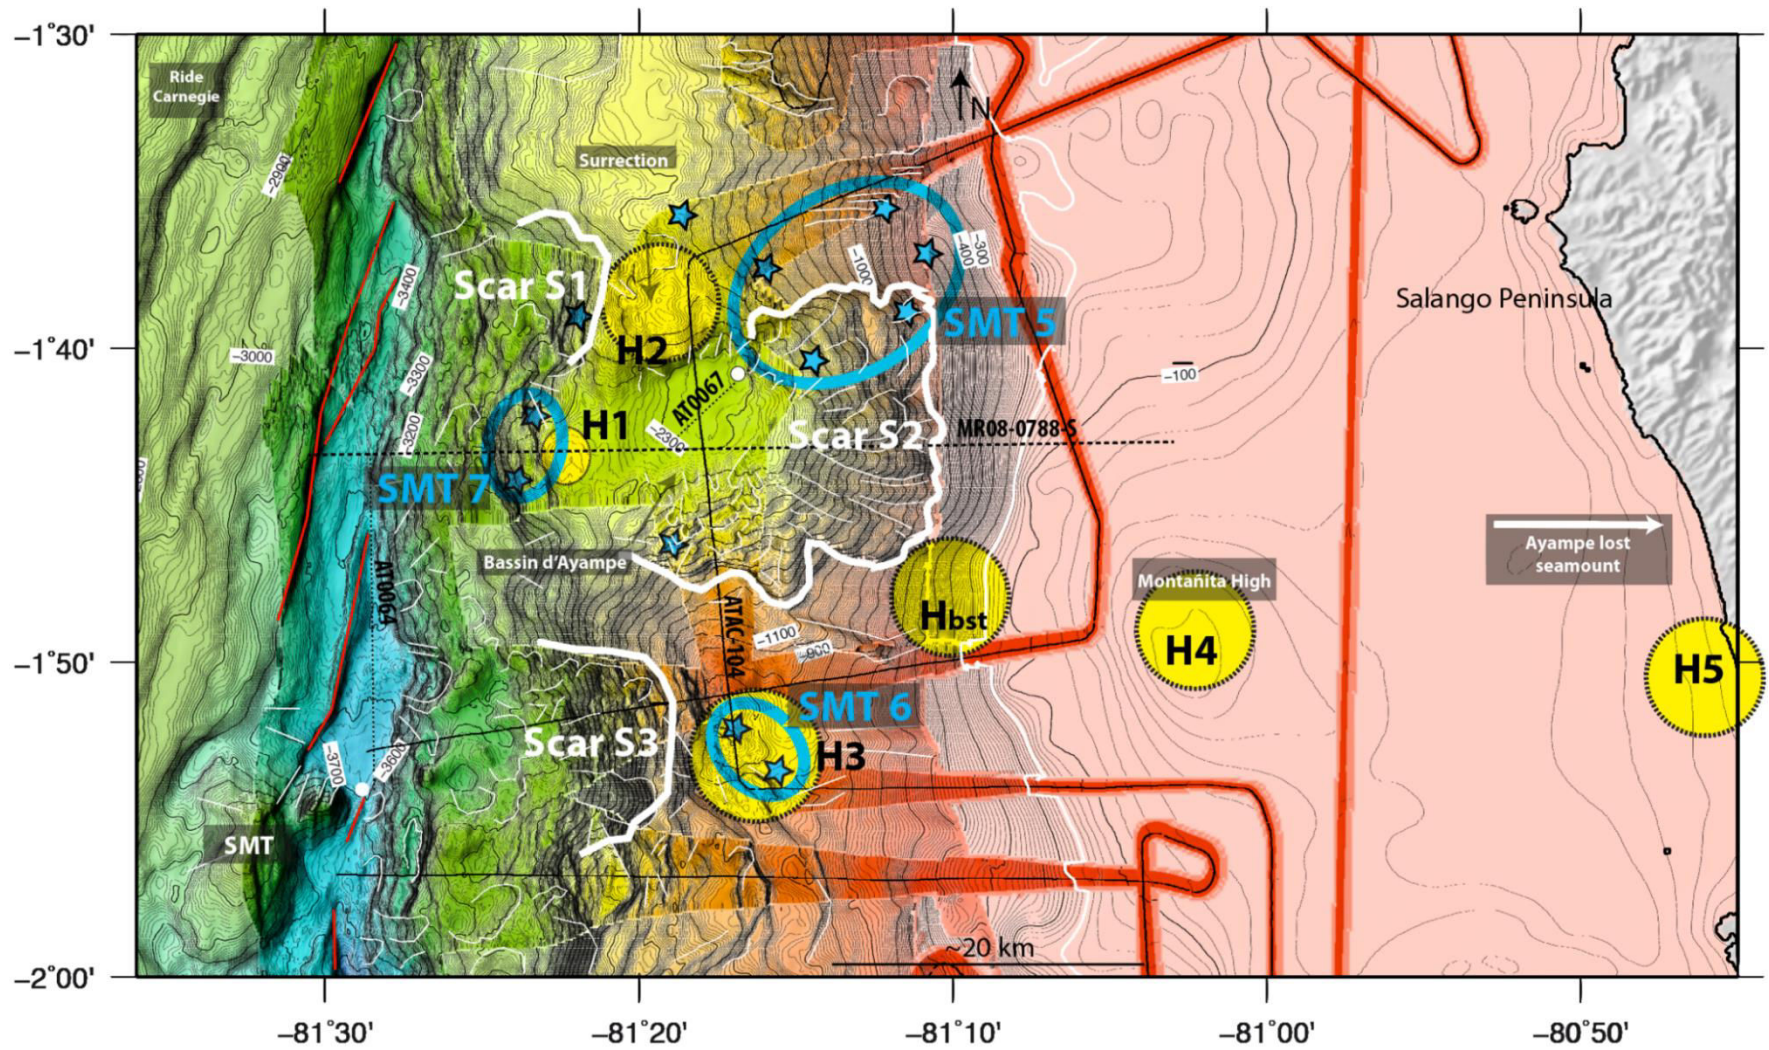 −1°30'
Ride
Carnegie
N
Surrection
−2900
−300
−400
−1000
−3400
Scar S1
Salango Peninsula
SMT 5
−1°40'
−3000
H2
−3300
−100
AT0067
H1
−3200
−2300
Scar S2
MR08-0788-S
SMT 7
Bassin d'Ayampe
Ayampe lost
seamount
Montañita High
AT0064
ATAC-104
Hbst
−1100
−900
H4
−1°50'
H5
SMT 6
Scar S3
H3
−3700
−3600
SMT
~20 km
−2°00'
−81°30'
−81°20'
−81°10'
−81°00'
−80°50'